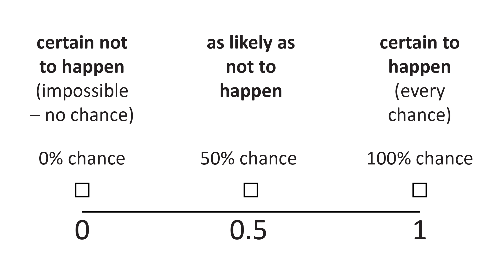 certain not
to happen
(impossible
– no chance)
as likely as
not to
happen
certain to
happen
(every
chance)
0% chance
50% chance
100% chance
0
0.5
1